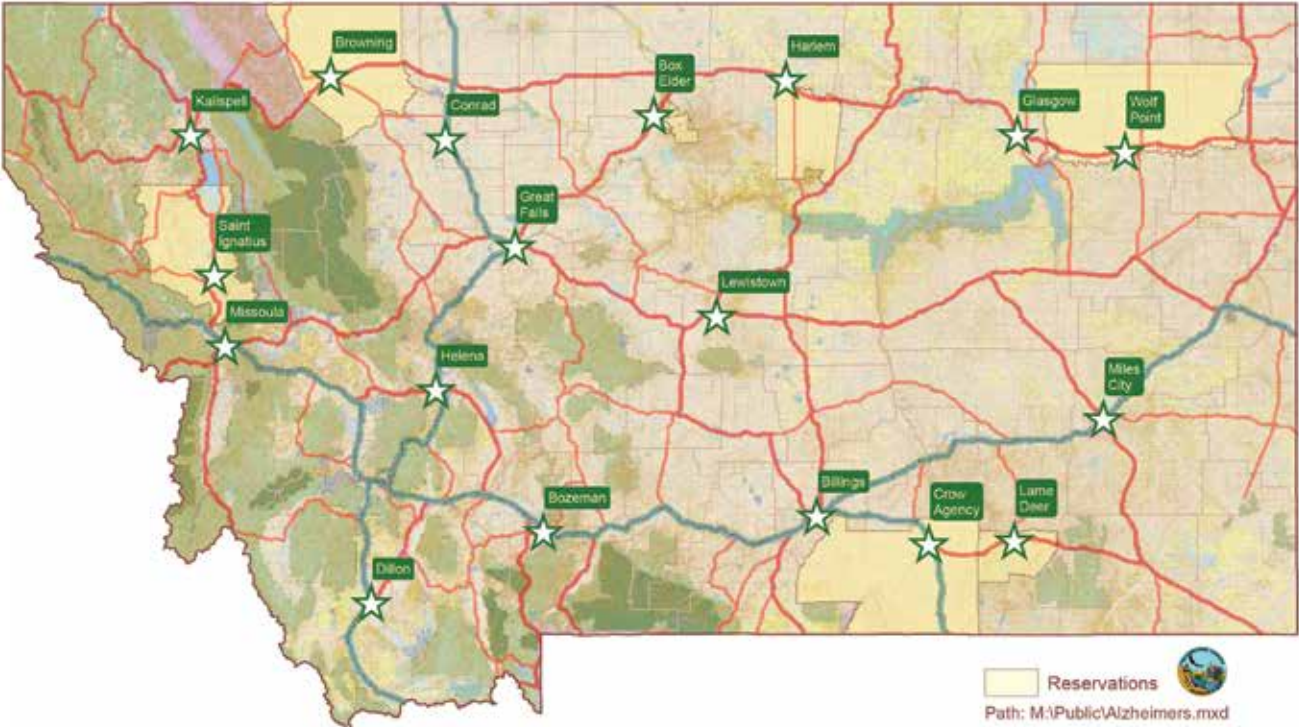 Browning
Harlem
Box
Elder
Kalispell
Conrad
Glasgow
Wolf
Point
Great
Falls
Saint
Ignatius
Lewistown
Missoula
Helena
Miles
City
Billings
Bozeman
Crow
Agency
Lame
Deer
Dillon
Reservations
Path: M:\Public\Alzheimers.mxd